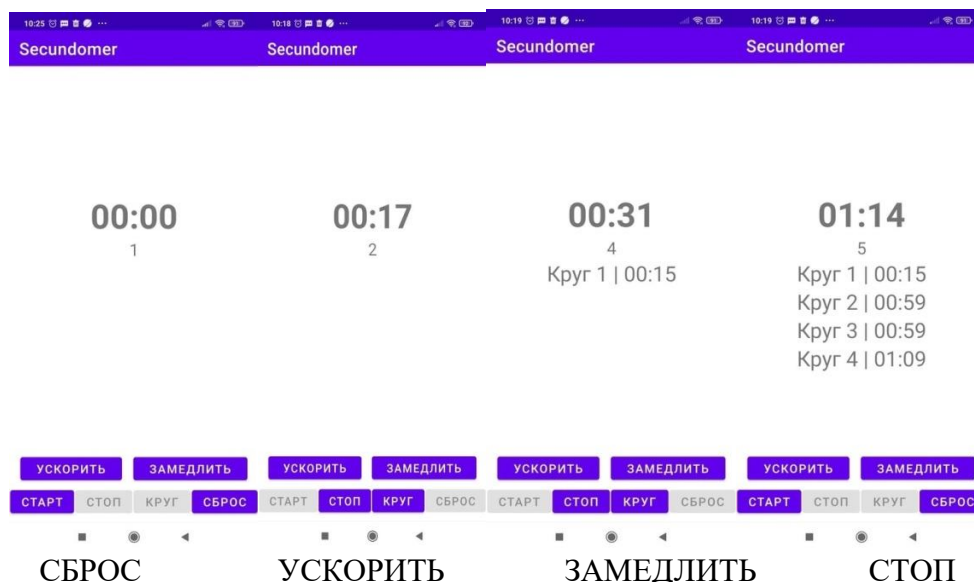 10:25 ... 91
Secundomer
00:00
1
УСКОРИТЬ ЗАМЕДЛИТЬ
СТАРТ СТОП КРУГ СБРОС
10:18 ... 92
Secundomer
00:17
2
УСКОРИТЬ ЗАМЕДЛИТЬ
СТАРТ СТОП КРУГ СБРОС
10:19 ...
Secundomer
00:31
4
Круг 1 | 00:15
УСКОРИТЬ ЗАМЕДЛИТЬ
СТАРТ СТОП КРУГ СБРОС
10:19 ...
Secundomer
01:14
5
Круг 1 | 00:15
Круг 2 | 00:59
Круг 3 | 00:59
Круг 4 | 01:09
УСКОРИТЬ ЗАМЕДЛИТЬ
СТАРТ СТОП КРУГ СБРОС
СБРОС УСКОРИТЬ ЗАМЕДЛИТЬ СТОП